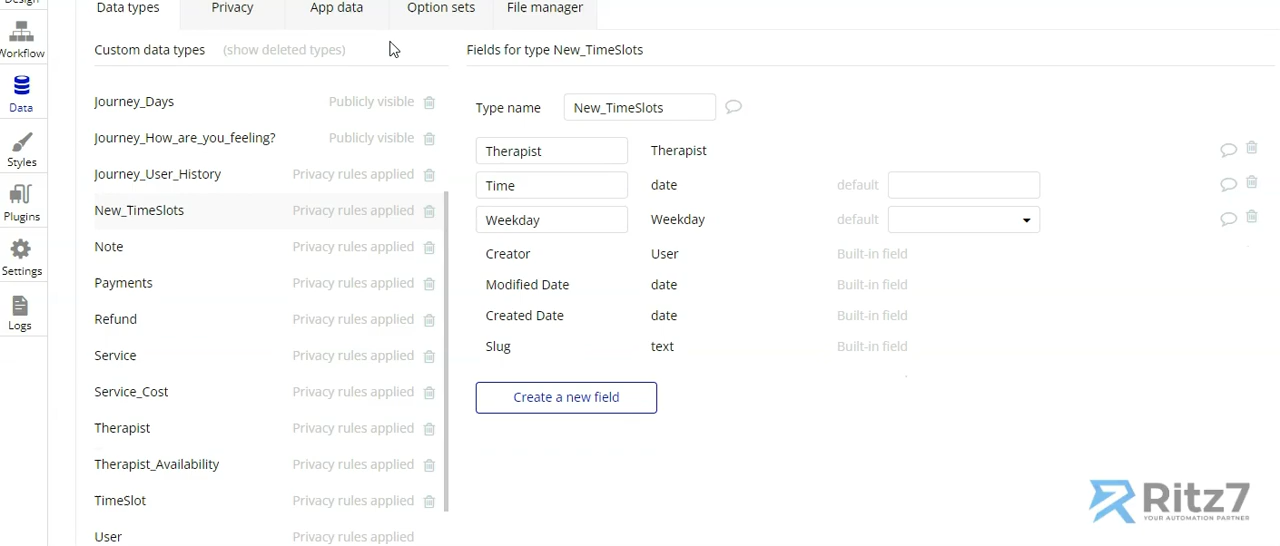 Design
Data types
Privacy
App data
Option sets
File manager
Workflow
Data
Styles
Plugins
Settings
Logs
Custom data types (show deleted types)
Journey_Days Publicly visible
Journey_How_are_you_feeling? Publicly visible
Journey_User_History Privacy rules applied
New_TimeSlots Privacy rules applied
Note Privacy rules applied
Payments Privacy rules applied
Refund Privacy rules applied
Service Privacy rules applied
Service_Cost Privacy rules applied
Therapist Privacy rules applied
Therapist_Availability Privacy rules applied
TimeSlot Privacy rules applied
User Privacy rules applied
Fields for type New_TimeSlots
Type name New_TimeSlots
Therapist Therapist
Time date default
Weekday Weekday default
Creator User Built-in field
Modified Date date Built-in field
Created Date date Built-in field
Slug text Built-in field
Create a new field
Ritz7
YOUR AUTOMATION PARTNER